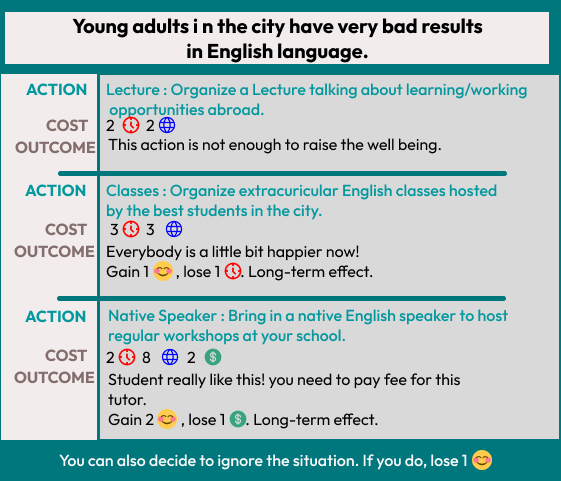 Young adults i n the city have very bad results
in English language.
ACTION
Lecture : Organize a Lecture talking about learning/working
opportunities abroad.
COST
2 2
OUTCOME
This action is not enough to raise the well being.
ACTION
Classes : Organize extracuricular English classes hosted
by the best students in the city.
COST
3 3
OUTCOME
Everybody is a little bit happier now!
Gain 1 , lose 1 . Long-term effect.
ACTION
Native Speaker : Bring in a native English speaker to host
regular workshops at your school.
COST
2 8 2 $
OUTCOME
Student really like this! you need to pay fee for this
tutor.
Gain 2 , lose 1 $. Long-term effect.
You can also decide to ignore the situation. If you do, lose 1